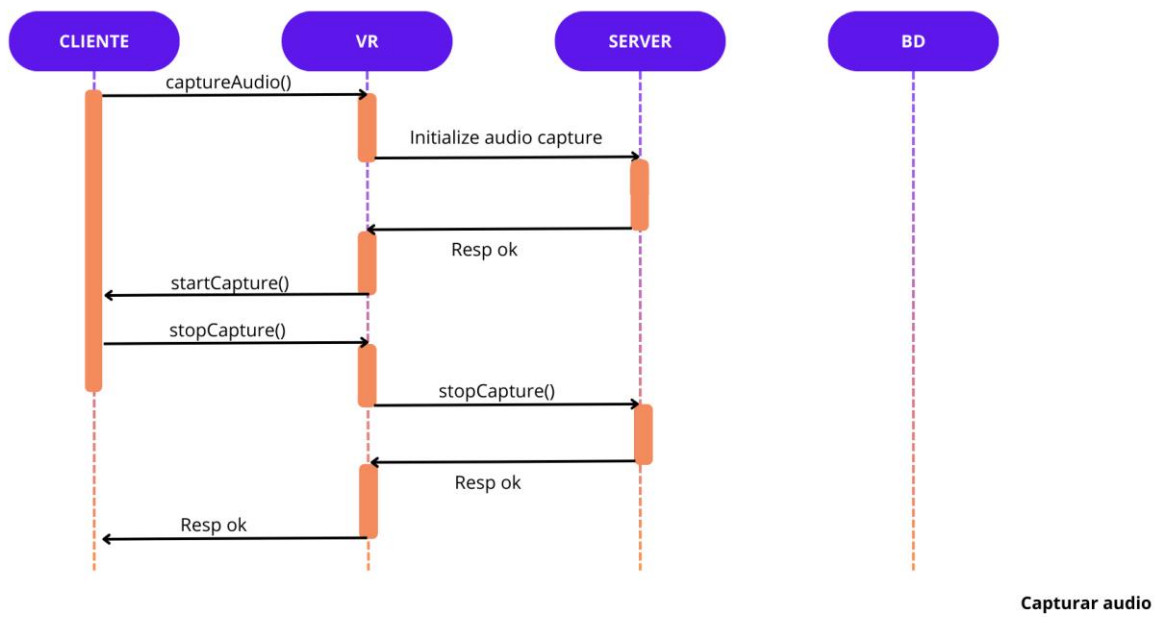 CLIENTE
VR
SERVER
BD
captureAudio()
Initialize audio capture
Resp ok
startCapture()
stopCapture()
stopCapture()
Resp ok
Resp ok
Capturar audio